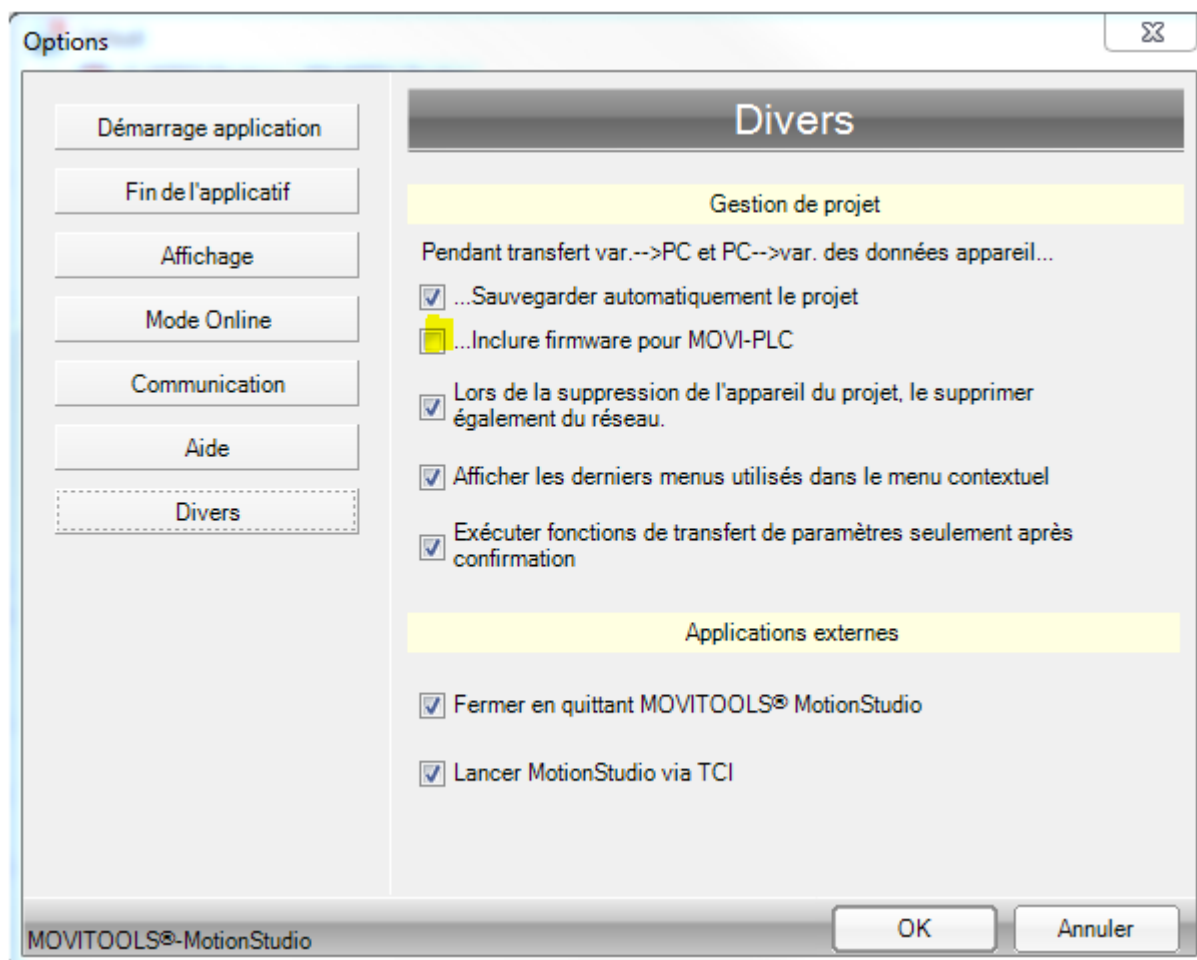 Options
Démarrage application
Fin de l'applicatif
Affichage
Mode Online
Communication
Aide
Divers
Divers
Gestion de projet
Pendant transfert var.-->PC et PC-->var. des données appareil...
...Sauvegarder automatiquement le projet
...Inclure firmware pour MOVI-PLC
Lors de la suppression de l'appareil du projet, le supprimer
également du réseau.
Afficher les derniers menus utilisés dans le menu contextuel
Exécuter fonctions de transfert de paramètres seulement après
confirmation
Applications externes
Fermer en quittant MOVITOOLS® MotionStudio
Lancer MotionStudio via TCI
MOVITOOLS®-MotionStudio
OK
Annuler